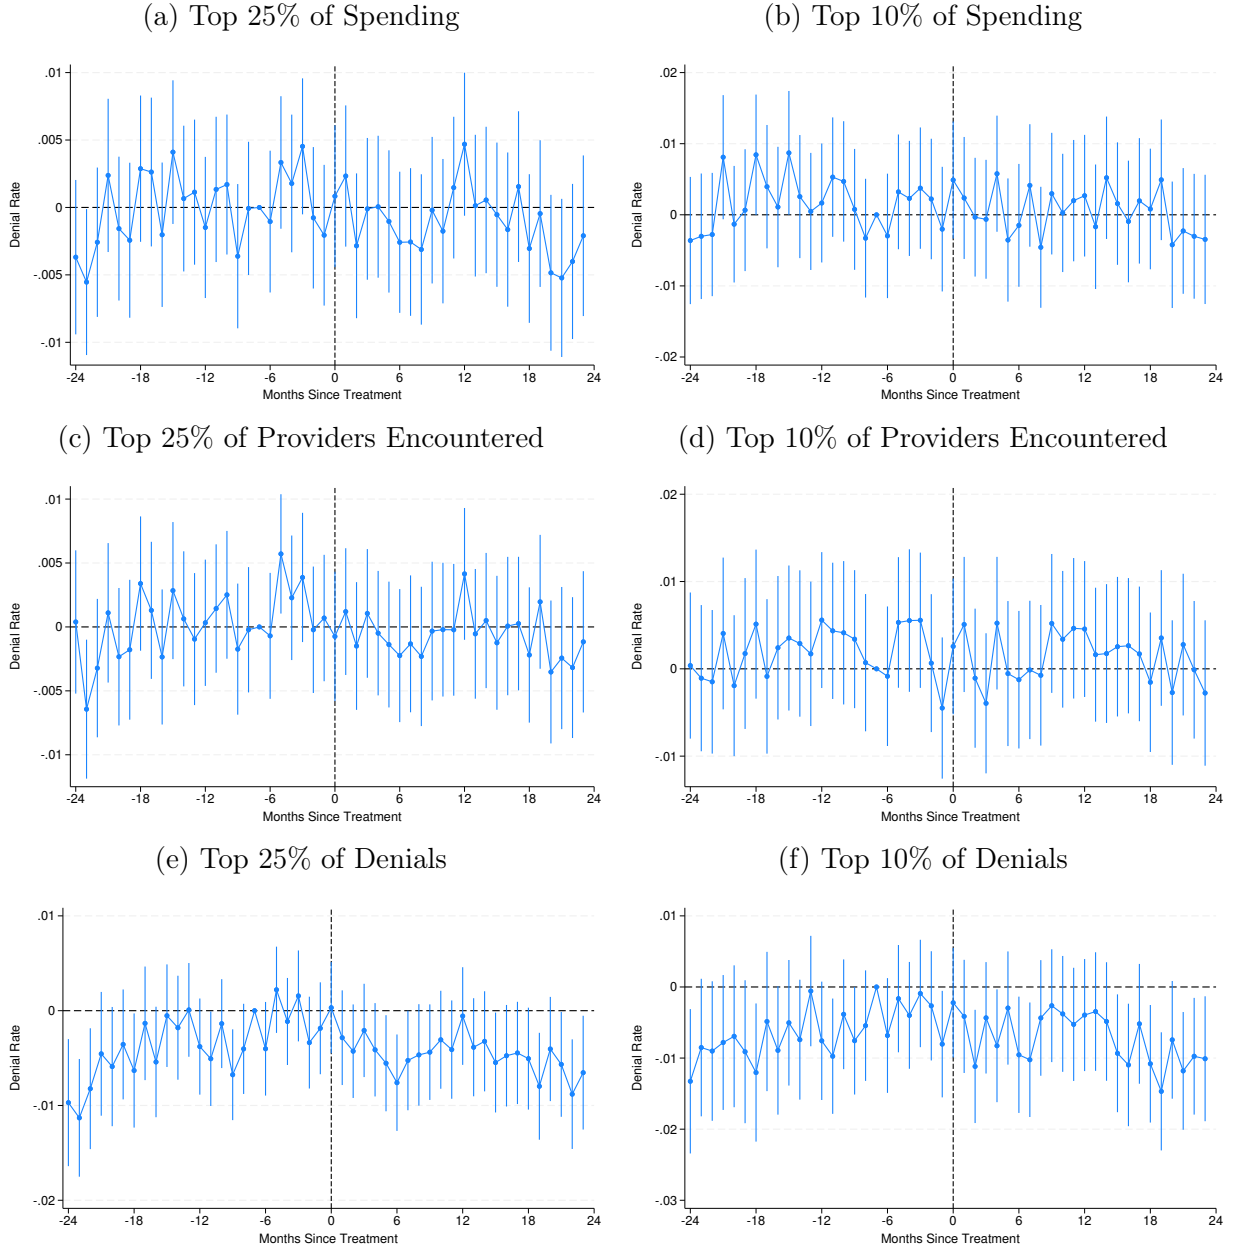 (a) Top 25% of Spending
(b) Top 10% of Spending
.01
.005
0
-.005
-.01
Denial Rate
-24 -18 -12 -6 0 6 12 18 24
Months Since Treatment
.02
.01
0
-.01
-.02
Denial Rate
-24 -18 -12 -6 0 6 12 18 24
Months Since Treatment
(c) Top 25% of Providers Encountered
(d) Top 10% of Providers Encountered
.01
.005
0
-.005
-.01
Denial Rate
-24 -18 -12 -6 0 6 12 18 24
Months Since Treatment
.02
.01
0
-.01
Denial Rate
-24 -18 -12 -6 0 6 12 18 24
Months Since Treatment
(e) Top 25% of Denials
(f) Top 10% of Denials
.01
0
-.01
-.02
Denial Rate
-24 -18 -12 -6 0 6 12 18 24
Months Since Treatment
.01
0
-.01
-.02
-.03
Denial Rate
-24 -18 -12 -6 0 6 12 18 24
Months Since Treatment